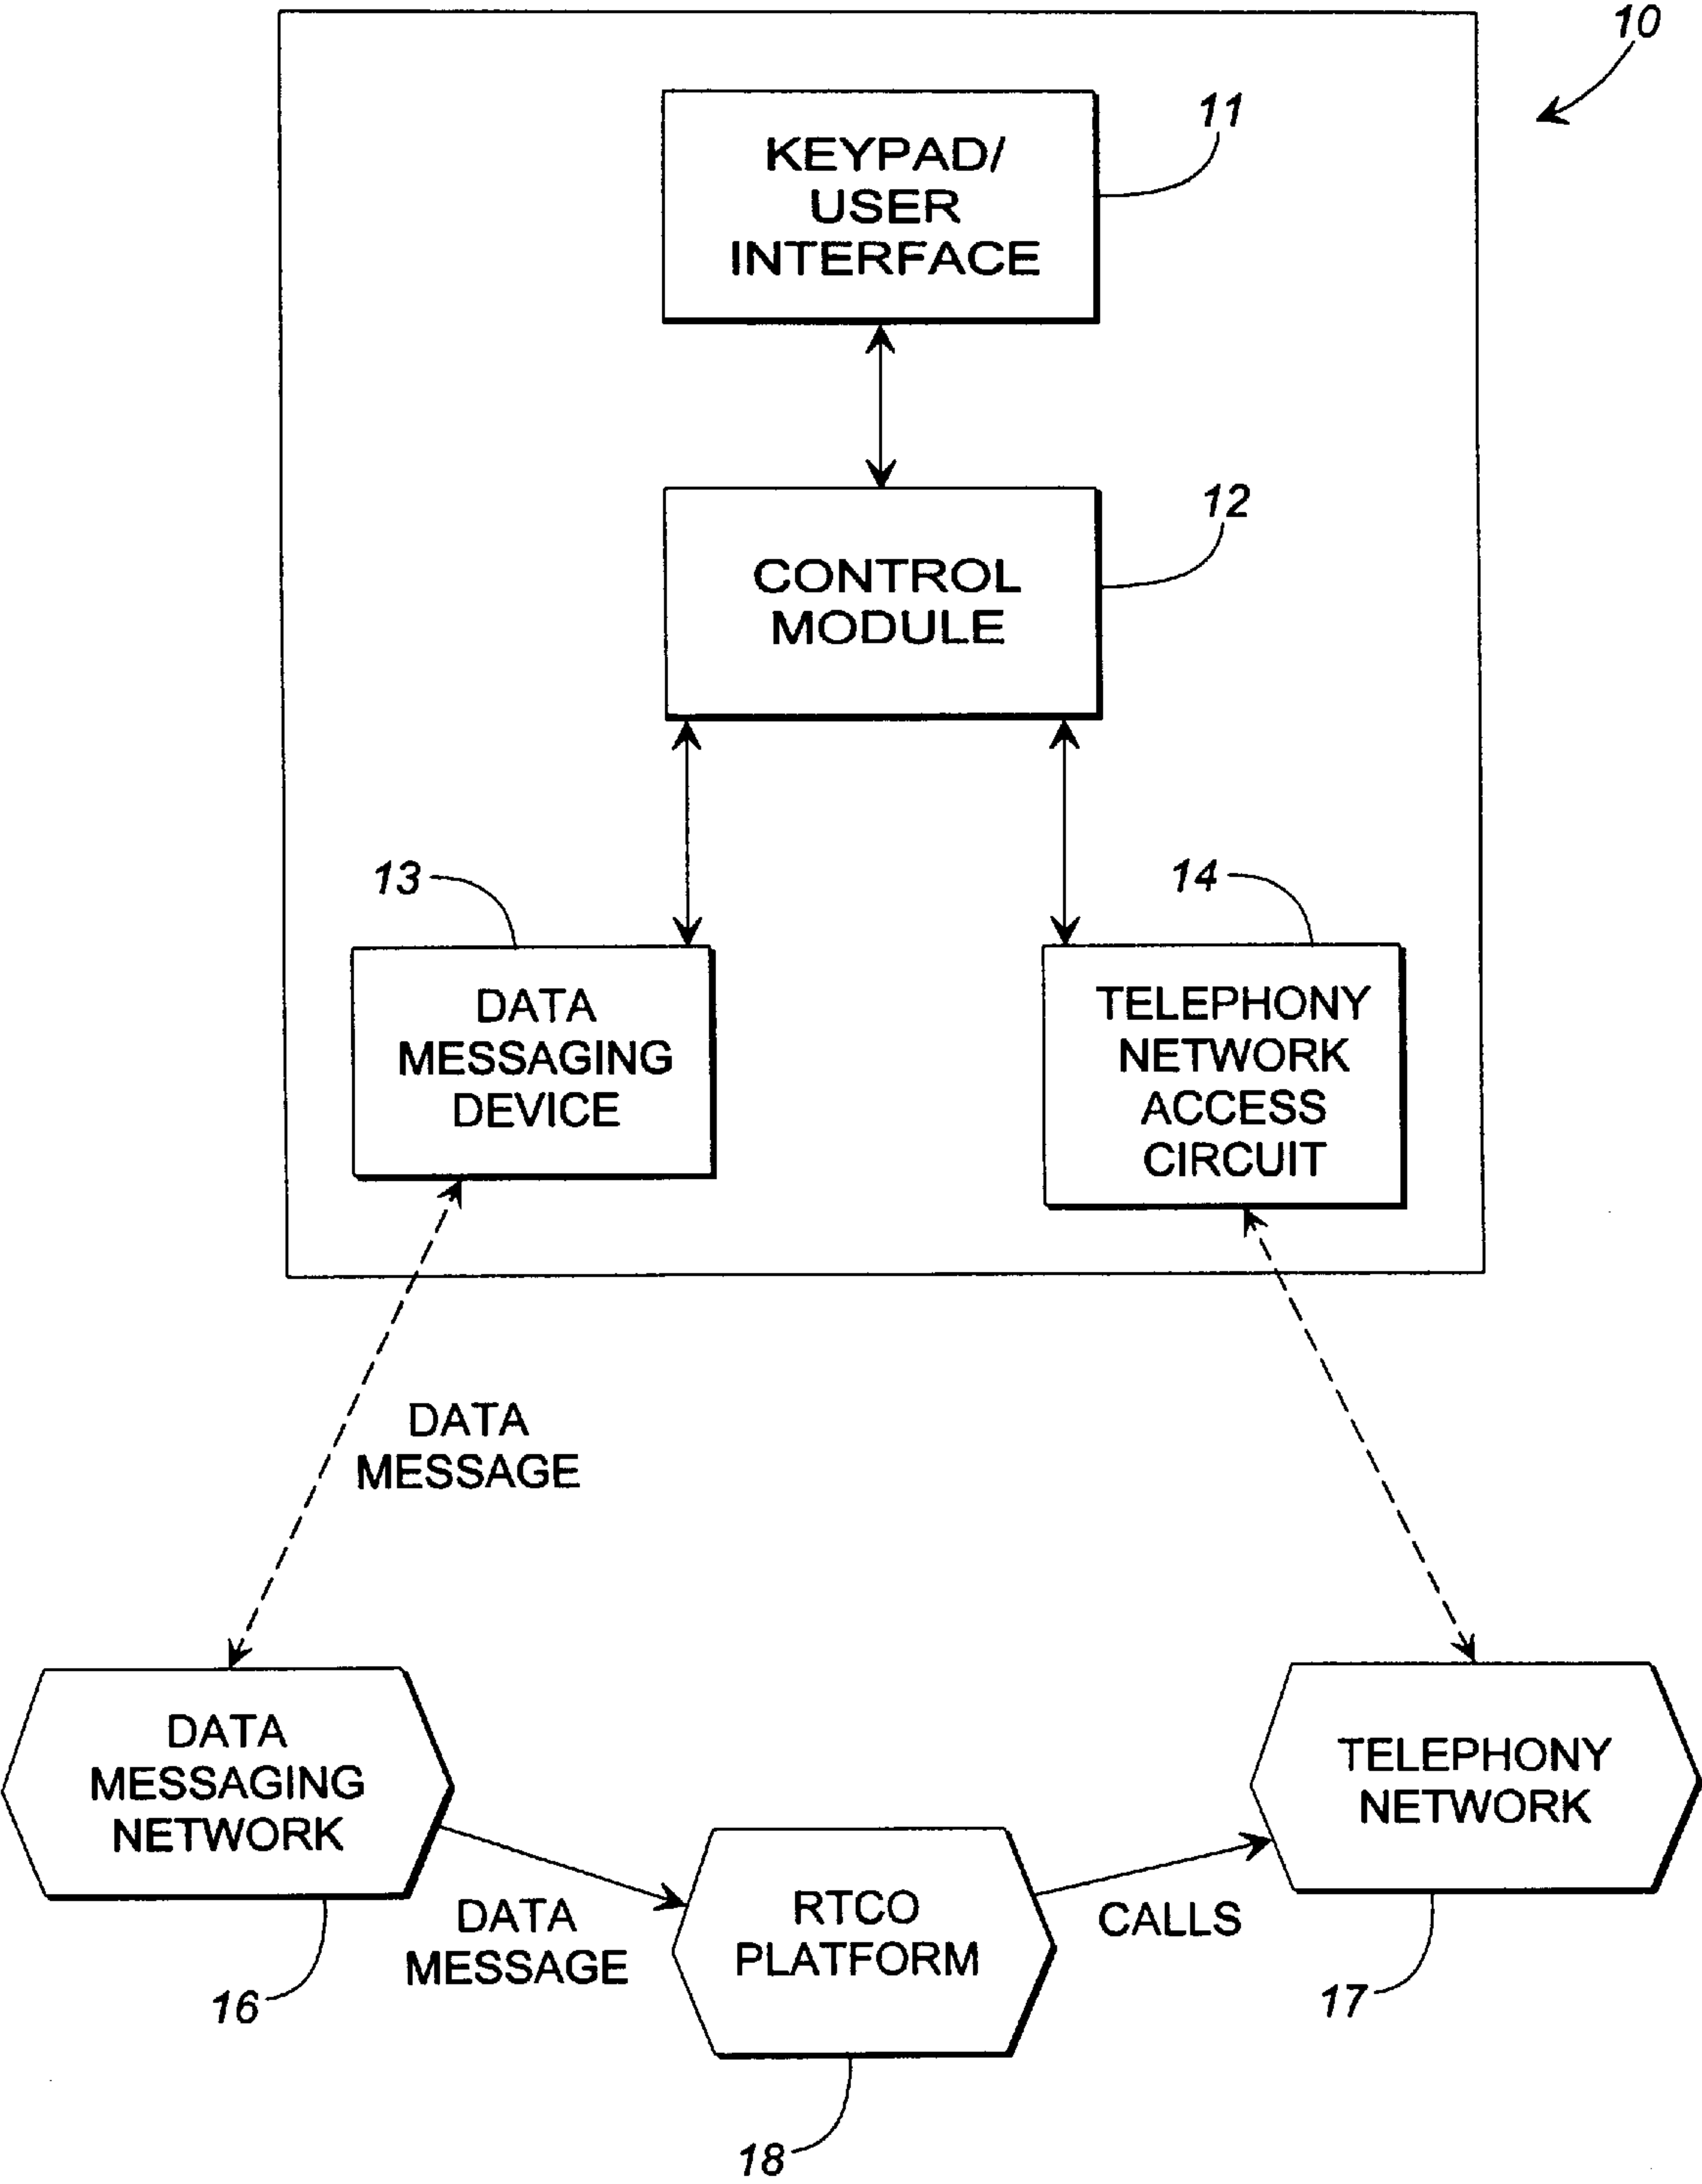 10
11
KEYPAD/
USER
INTERFACE
12
CONTROL
MODULE
13
14
DATA
MESSAGING
DEVICE
TELEPHONY
NETWORK
ACCESS
CIRCUIT
DATA
MESSAGE
DATA
MESSAGING
NETWORK
TELEPHONY
NETWORK
RTCO
PLATFORM
DATA
MESSAGE
CALLS
16
17
18